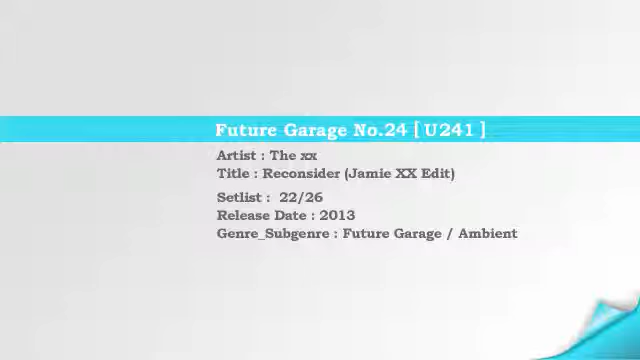 Future Garage No.24 [ U241 ]
Artist : The xx
Title : Reconsider (Jamie XX Edit)
Setlist :  22/26
Release Date : 2013
Genre_Subgenre : Future Garage / Ambient